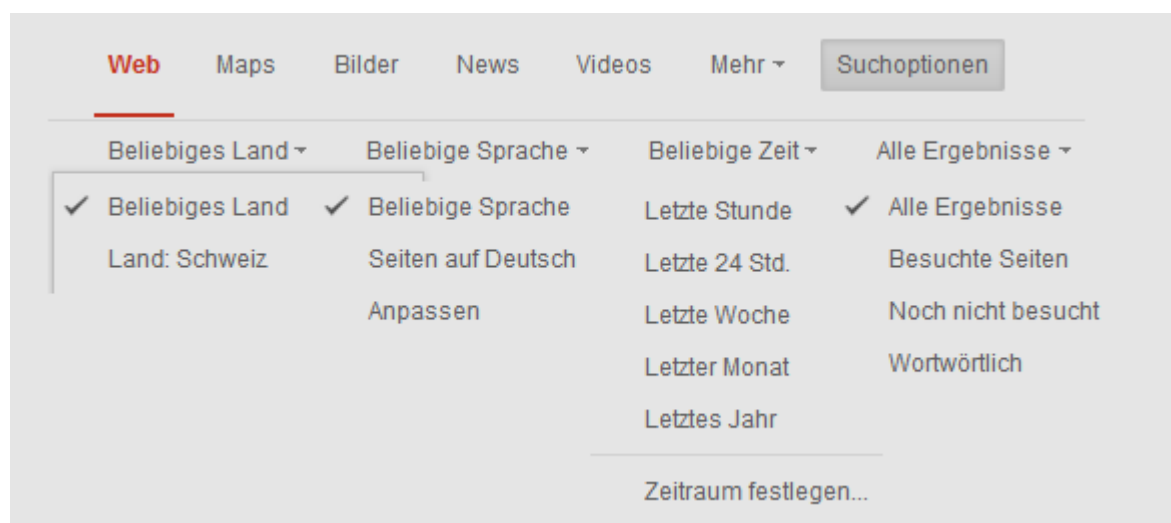 Web Maps Bilder News Videos Mehr Suchoptionen
Beliebiges Land Beliebige Sprache Beliebige Zeit Alle Ergebnisse
Beliebiges Land Beliebige Sprache Letzte Stunde Alle Ergebnisse
Land: Schweiz Seiten auf Deutsch Letzte 24 Std. Besuchte Seiten
Anpassen Letzte Woche Noch nicht besucht
Letzter Monat Wortwörtlich
Letztes Jahr
Zeitraum festlegen...